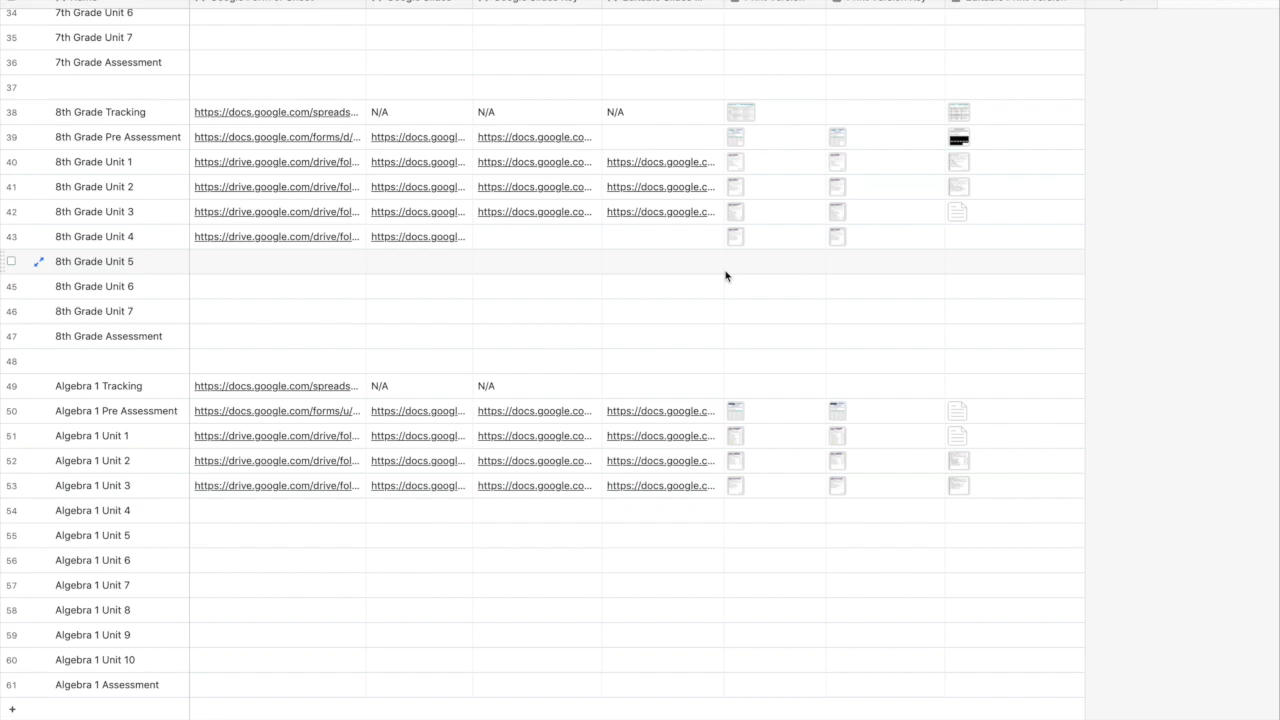 34 7th Grade Unit 6
35 7th Grade Unit 7
36 7th Grade Assessment
37
38 8th Grade Tracking https://docs.google.com/spreads... N/A N/A N/A
39 8th Grade Pre Assessment https://docs.google.com/forms/d/... https://docs.googl... https://docs.google.co...
40 8th Grade Unit 1 https://drive.google.com/drive/fol... https://docs.googl... https://docs.google.co... https://docs.google.c...
41 8th Grade Unit 2 https://drive.google.com/drive/fol... https://docs.googl... https://docs.google.co... https://docs.google.c...
42 8th Grade Unit 3 https://drive.google.com/drive/fol... https://docs.googl... https://docs.google.co... https://docs.google.c...
43 8th Grade Unit 4 https://drive.google.com/drive/fol... https://docs.googl...
8th Grade Unit 5
45 8th Grade Unit 6
46 8th Grade Unit 7
47 8th Grade Assessment
48
49 Algebra 1 Tracking https://docs.google.com/spreads... N/A N/A
50 Algebra 1 Pre Assessment https://docs.google.com/forms/d/... https://docs.googl... https://docs.google.co... https://docs.google.c...
51 Algebra 1 Unit 1 https://drive.google.com/drive/fol... https://docs.googl... https://docs.google.co... https://docs.google.c...
52 Algebra 1 Unit 2 https://drive.google.com/drive/fol... https://docs.googl... https://docs.google.co... https://docs.google.c...
53 Algebra 1 Unit 3 https://drive.google.com/drive/fol... https://docs.googl... https://docs.google.co... https://docs.google.c...
54 Algebra 1 Unit 4
55 Algebra 1 Unit 5
56 Algebra 1 Unit 6
57 Algebra 1 Unit 7
58 Algebra 1 Unit 8
59 Algebra 1 Unit 9
60 Algebra 1 Unit 10
61 Algebra 1 Assessment
+